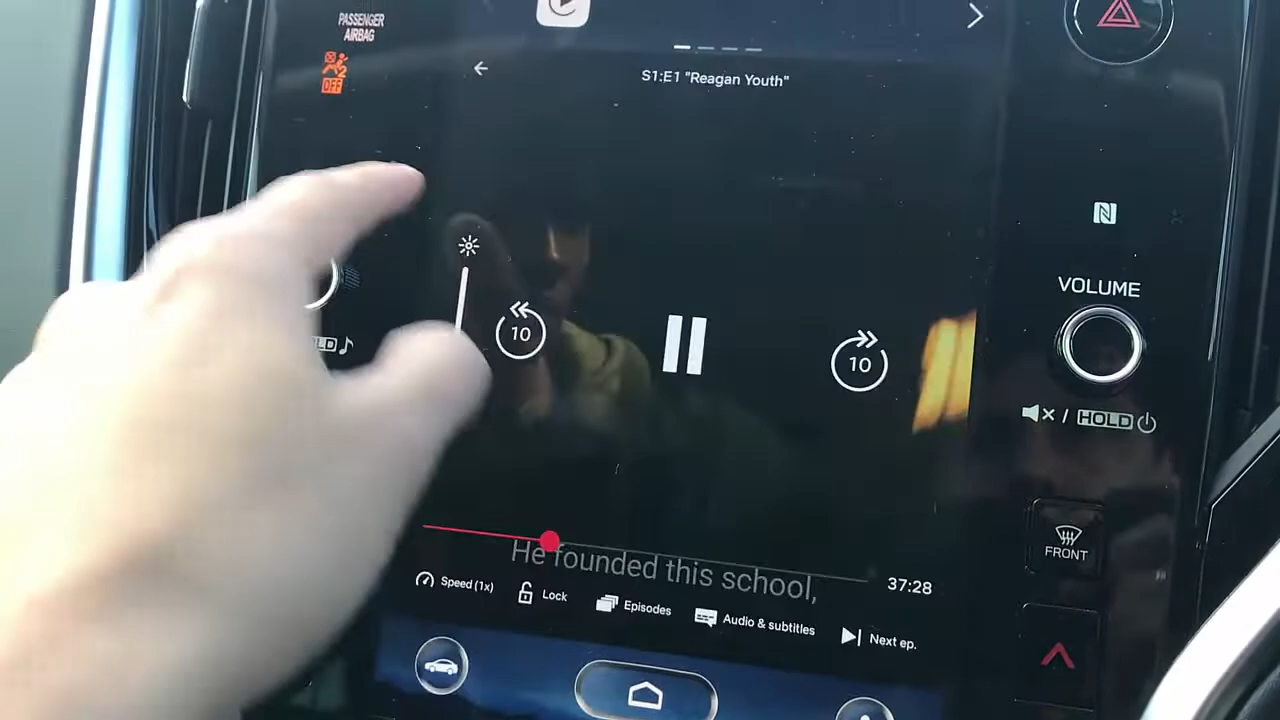 PASSENGER
AIRBAG
OFF
S1:E1 "Reagan Youth"
10
10
VOLUME
LD
/ HOLD
He founded this school,
37:28
Speed (1x)
Lock
Episodes
Audio & subtitles
Next ep.
FRONT